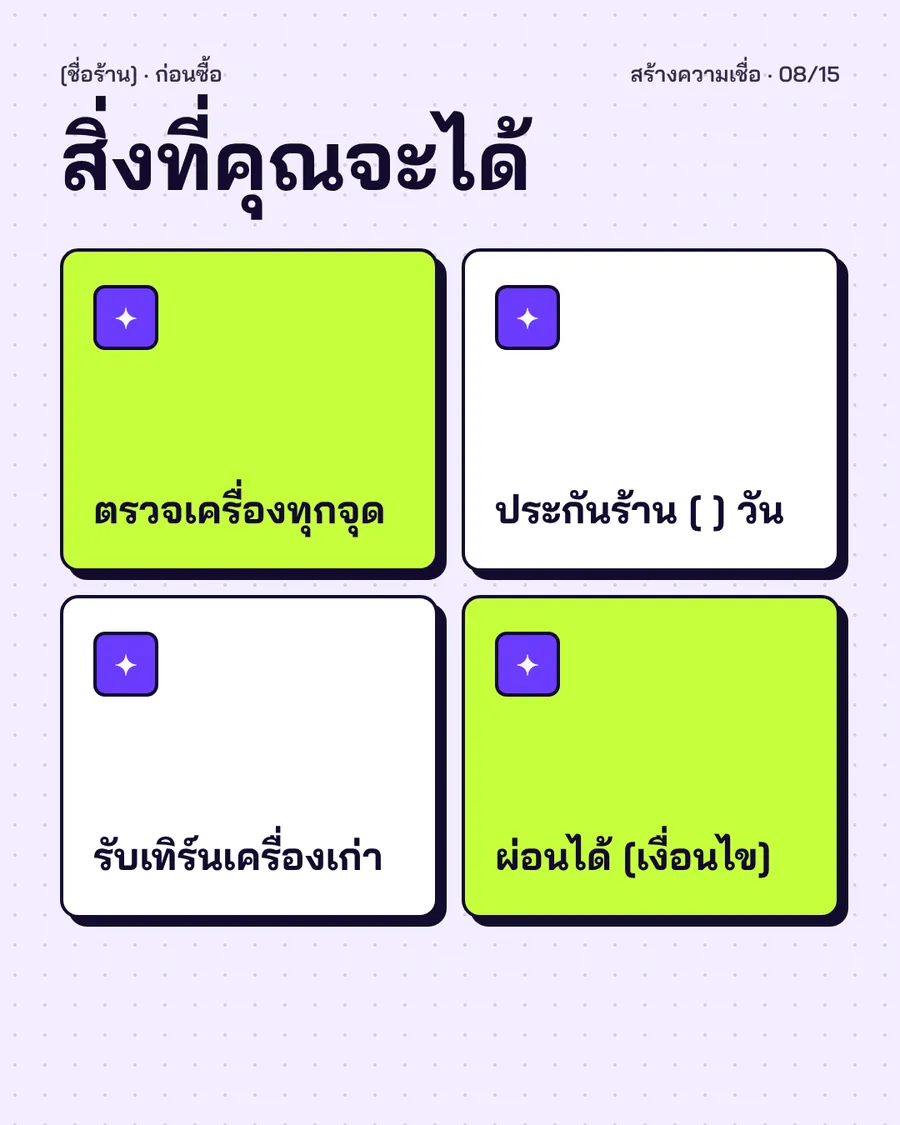 [ชื่อร้าน] · ก่อนซื้อ
สร้างความเชื่อ · 08/15
สิ่งที่คุณจะได้
ตรวจเครื่องทุกจุด
ประกันร้าน [ ] วัน
รับเทิร์นเครื่องเก่า
ผ่อนได้ [เงื่อนไข]